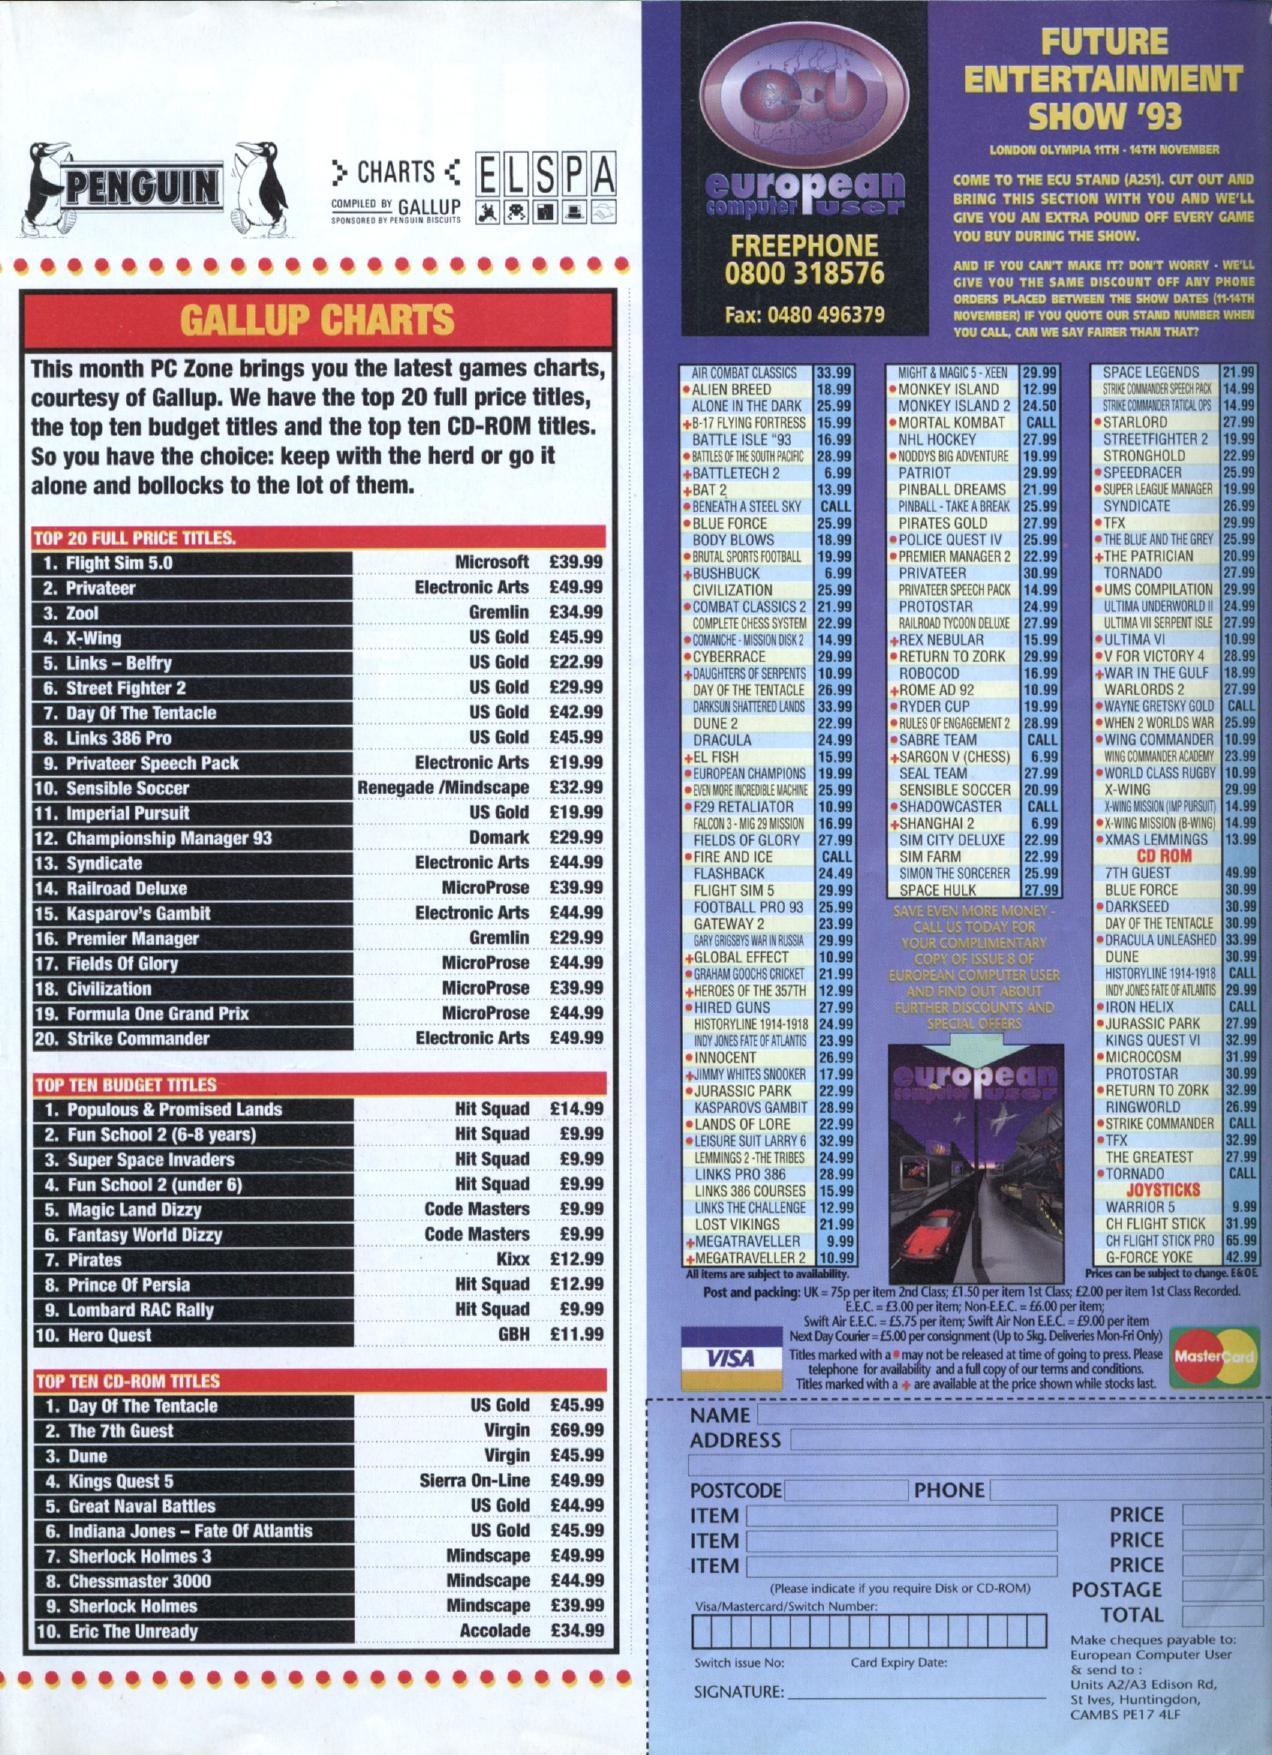 PENGUIN
CHARTS
COMPILED BY GALLUP
SPONSORED BY PENGUIN BISCUITS
ELSPA
GALLUP CHARTS
This month PC Zone brings you the latest games charts,
courtesy of Gallup. We have the top 20 full price titles,
the top ten budget titles and the top ten CD-ROM titles.
So you have the choice: keep with the herd or go it
alone and bollocks to the lot of them.
TOP 20 FULL PRICE TITLES.
1. Flight Sim 5.0 Microsoft £39.99
2. Privateer Electronic Arts £49.99
3. Zool Gremlin £34.99
4. X-Wing US Gold £45.99
5. Links – Belfry US Gold £22.99
6. Street Fighter 2 US Gold £29.99
7. Day Of The Tentacle US Gold £42.99
8. Links 386 Pro US Gold £45.99
9. Privateer Speech Pack Electronic Arts £19.99
10. Sensible Soccer Renegade /Mindscape £32.99
11. Imperial Pursuit US Gold £19.99
12. Championship Manager 93 Domark £29.99
13. Syndicate Electronic Arts £44.99
14. Railroad Deluxe MicroProse £39.99
15. Kasparov's Gambit Electronic Arts £44.99
16. Premier Manager Gremlin £29.99
17. Fields Of Glory MicroProse £44.99
18. Civilization MicroProse £39.99
19. Formula One Grand Prix MicroProse £44.99
20. Strike Commander Electronic Arts £49.99
TOP TEN BUDGET TITLES
1. Populous & Promised Lands Hit Squad £14.99
2. Fun School 2 (6-8 years) Hit Squad £9.99
3. Super Space Invaders Hit Squad £9.99
4. Fun School 2 (under 6) Hit Squad £9.99
5. Magic Land Dizzy Code Masters £9.99
6. Fantasy World Dizzy Code Masters £9.99
7. Pirates Kixx £12.99
8. Prince Of Persia Hit Squad £12.99
9. Lombard RAC Rally Hit Squad £9.99
10. Hero Quest GBH £11.99
TOP TEN CD-ROM TITLES
1. Day Of The Tentacle US Gold £45.99
2. The 7th Guest Virgin £69.99
3. Dune Virgin £45.99
4. Kings Quest 5 Sierra On-Line £49.99
5. Great Naval Battles US Gold £44.99
6. Indiana Jones – Fate Of Atlantis US Gold £45.99
7. Sherlock Holmes 3 Mindscape £49.99
8. Chessmaster 3000 Mindscape £44.99
9. Sherlock Holmes Mindscape £39.99
10. Eric The Unready Accolade £34.99
ecu
european
computer user
FREEPHONE
0800 318576
Fax: 0480 496379
FUTURE
ENTERTAINMENT
SHOW '93
LONDON OLYMPIA 11TH - 14TH NOVEMBER
COME TO THE ECU STAND (A251). CUT OUT AND
BRING THIS SECTION WITH YOU AND WE'LL
GIVE YOU AN EXTRA POUND OFF EVERY GAME
YOU BUY DURING THE SHOW.
AND IF YOU CAN'T MAKE IT? DON'T WORRY - WE'LL
GIVE YOU THE SAME DISCOUNT OFF ANY PHONE
ORDERS PLACED BETWEEN THE SHOW DATES (11-14TH
NOVEMBER) IF YOU QUOTE OUR STAND NUMBER WHEN
YOU CALL, CAN WE SAY FAIRER THAN THAT?
AIR COMBAT CLASSICS 33.99
•ALIEN BREED 18.99
ALONE IN THE DARK 25.99
+B-17 FLYING FORTRESS 15.99
BATTLE ISLE "93 16.99
•BATTLES OF THE SOUTH PACIFIC 28.99
+BATTLETECH 2 6.99
+BAT 2 13.99
•BENEATH A STEEL SKY CALL
•BLUE FORCE 25.99
BODY BLOWS 18.99
•BRUTAL SPORTS FOOTBALL 19.99
+BUSHBUCK 6.99
CIVILIZATION 25.99
•COMBAT CLASSICS 2 21.99
COMPLETE CHESS SYSTEM 22.99
•COMANCHE - MISSION DISK 2 14.99
•CYBERRACE 29.99
+DAUGHTERS OF SERPENTS 10.99
DAY OF THE TENTACLE 26.99
DARKSUN SHATTERED LANDS 33.99
DUNE 2 22.99
DRACULA 24.99
+EL FISH 15.99
•EUROPEAN CHAMPIONS 19.99
•EVEN MORE INCREDIBLE MACHINE 25.99
•F29 RETALIATOR 10.99
FALCON 3 - MIG 29 MISSION 16.99
FIELDS OF GLORY 27.99
•FIRE AND ICE CALL
FLASHBACK 24.49
FLIGHT SIM 5 29.99
FOOTBALL PRO 93 25.99
GATEWAY 2 23.99
GARY GRIGSBYS WAR IN RUSSIA 29.99
+GLOBAL EFFECT 10.99
•GRAHAM GOOCHS CRICKET 21.99
+HEROES OF THE 357TH 12.99
•HIRED GUNS 27.99
HISTORYLINE 1914-1918 24.99
INDY JONES FATE OF ATLANTIS 23.99
•INNOCENT 26.99
+JIMMY WHITES SNOOKER 17.99
•JURASSIC PARK 22.99
KASPAROVS GAMBIT 28.99
•LANDS OF LORE 22.99
•LEISURE SUIT LARRY 6 32.99
LEMMINGS 2 -THE TRIBES 24.99
LINKS PRO 386 28.99
LINKS 386 COURSES 15.99
LINKS THE CHALLENGE 12.99
LOST VIKINGS 21.99
+MEGATRAVELLER 9.99
+MEGATRAVELLER 2 10.99
All items are subject to availability.
MIGHT & MAGIC 5 - XEEN 29.99
•MONKEY ISLAND 12.99
MONKEY ISLAND 2 24.50
•MORTAL KOMBAT CALL
NHL HOCKEY 27.99
•NODDYS BIG ADVENTURE 19.99
PATRIOT 29.99
PINBALL DREAMS 21.99
PINBALL - TAKE A BREAK 25.99
PIRATES GOLD 27.99
•POLICE QUEST IV 25.99
•PREMIER MANAGER 2 22.99
PRIVATEER 30.99
PRIVATEER SPEECH PACK 14.99
PROTOSTAR 24.99
RAILROAD TYCOON DELUXE 27.99
+REX NEBULAR 15.99
•RETURN TO ZORK 29.99
ROBOCOD 16.99
+ROME AD 92 10.99
•RYDER CUP 19.99
•RULES OF ENGAGEMENT 2 28.99
•SABRE TEAM CALL
+SARGON V (CHESS) 6.99
SEAL TEAM 27.99
SENSIBLE SOCCER 20.99
•SHADOWCASTER CALL
+SHANGHAI 2 6.99
SIM CITY DELUXE 22.99
SIM FARM 22.99
SIMON THE SORCERER 25.99
SPACE HULK 27.99
SAVE EVEN MORE MONEY -
CALL US TODAY FOR
YOUR COMPLIMENTARY
COPY OF ISSUE 8 OF
EUROPEAN COMPUTER USER
AND FIND OUT ABOUT
FURTHER DISCOUNTS AND
SPECIAL OFFERS
european
computer user
SPACE LEGENDS 21.99
STRIKE COMMANDER SPEECH PACK 14.99
STRIKE COMMANDER TATICAL OPS 14.99
•STARLORD 27.99
STREETFIGHTER 2 19.99
STRONGHOLD 22.99
•SPEEDRACER 25.99
•SUPER LEAGUE MANAGER 19.99
SYNDICATE 26.99
•TFX 29.99
•THE BLUE AND THE GREY 25.99
+THE PATRICIAN 20.99
TORNADO 27.99
•UMS COMPILATION 29.99
ULTIMA UNDERWORLD II 24.99
ULTIMA VII SERPENT ISLE 27.99
•ULTIMA VI 10.99
•V FOR VICTORY 4 28.99
+WAR IN THE GULF 18.99
WARLORDS 2 27.99
•WAYNE GRETSKY GOLD CALL
•WHEN 2 WORLDS WAR 25.99
•WING COMMANDER 10.99
WING COMMANDER ACADEMY 23.99
•WORLD CLASS RUGBY 10.99
X-WING 29.99
X-WING MISSION (IMP PURSUIT) 14.99
•X-WING MISSION (B-WING) 14.99
•XMAS LEMMINGS 13.99
CD ROM
7TH GUEST 49.99
BLUE FORCE 30.99
•DARKSEED 30.99
DAY OF THE TENTACLE 30.99
•DRACULA UNLEASHED 33.99
DUNE 30.99
HISTORYLINE 1914-1918 CALL
INDY JONES FATE OF ATLANTIS 29.99
•IRON HELIX CALL
•JURASSIC PARK 27.99
KINGS QUEST VI 32.99
•MICROCOSM 31.99
PROTOSTAR 30.99
•RETURN TO ZORK 32.99
RINGWORLD 26.99
•STRIKE COMMANDER CALL
•TFX 32.99
THE GREATEST 27.99
•TORNADO CALL
JOYSTICKS
WARRIOR 5 9.99
CH FLIGHT STICK 31.99
CH FLIGHT STICK PRO 65.99
G-FORCE YOKE 42.99
Prices can be subject to change. E&OE
Post and packing: UK = 75p per item 2nd Class; £1.50 per item 1st Class; £2.00 per item 1st Class Recorded.
E.E.C. = £3.00 per item; Non-E.E.C. = £6.00 per item;
Swift Air E.E.C. = £5.75 per item; Swift Air Non E.E.C. = £9.00 per item
Next Day Courier = £5.00 per consignment (Up to 5kg. Deliveries Mon-Fri Only)
Titles marked with a • may not be released at time of going to press. Please
telephone for availability and a full copy of our terms and conditions.
Titles marked with a + are available at the price shown while stocks last.
VISA
MasterCard
NAME
ADDRESS
POSTCODE PHONE
ITEM PRICE
ITEM PRICE
ITEM PRICE
(Please indicate if you require Disk or CD-ROM)
POSTAGE
TOTAL
Visa/Mastercard/Switch Number:
Switch issue No: Card Expiry Date:
SIGNATURE:
Make cheques payable to:
European Computer User
& send to :
Units A2/A3 Edison Rd,
St Ives, Huntingdon,
CAMBS PE17 4LF